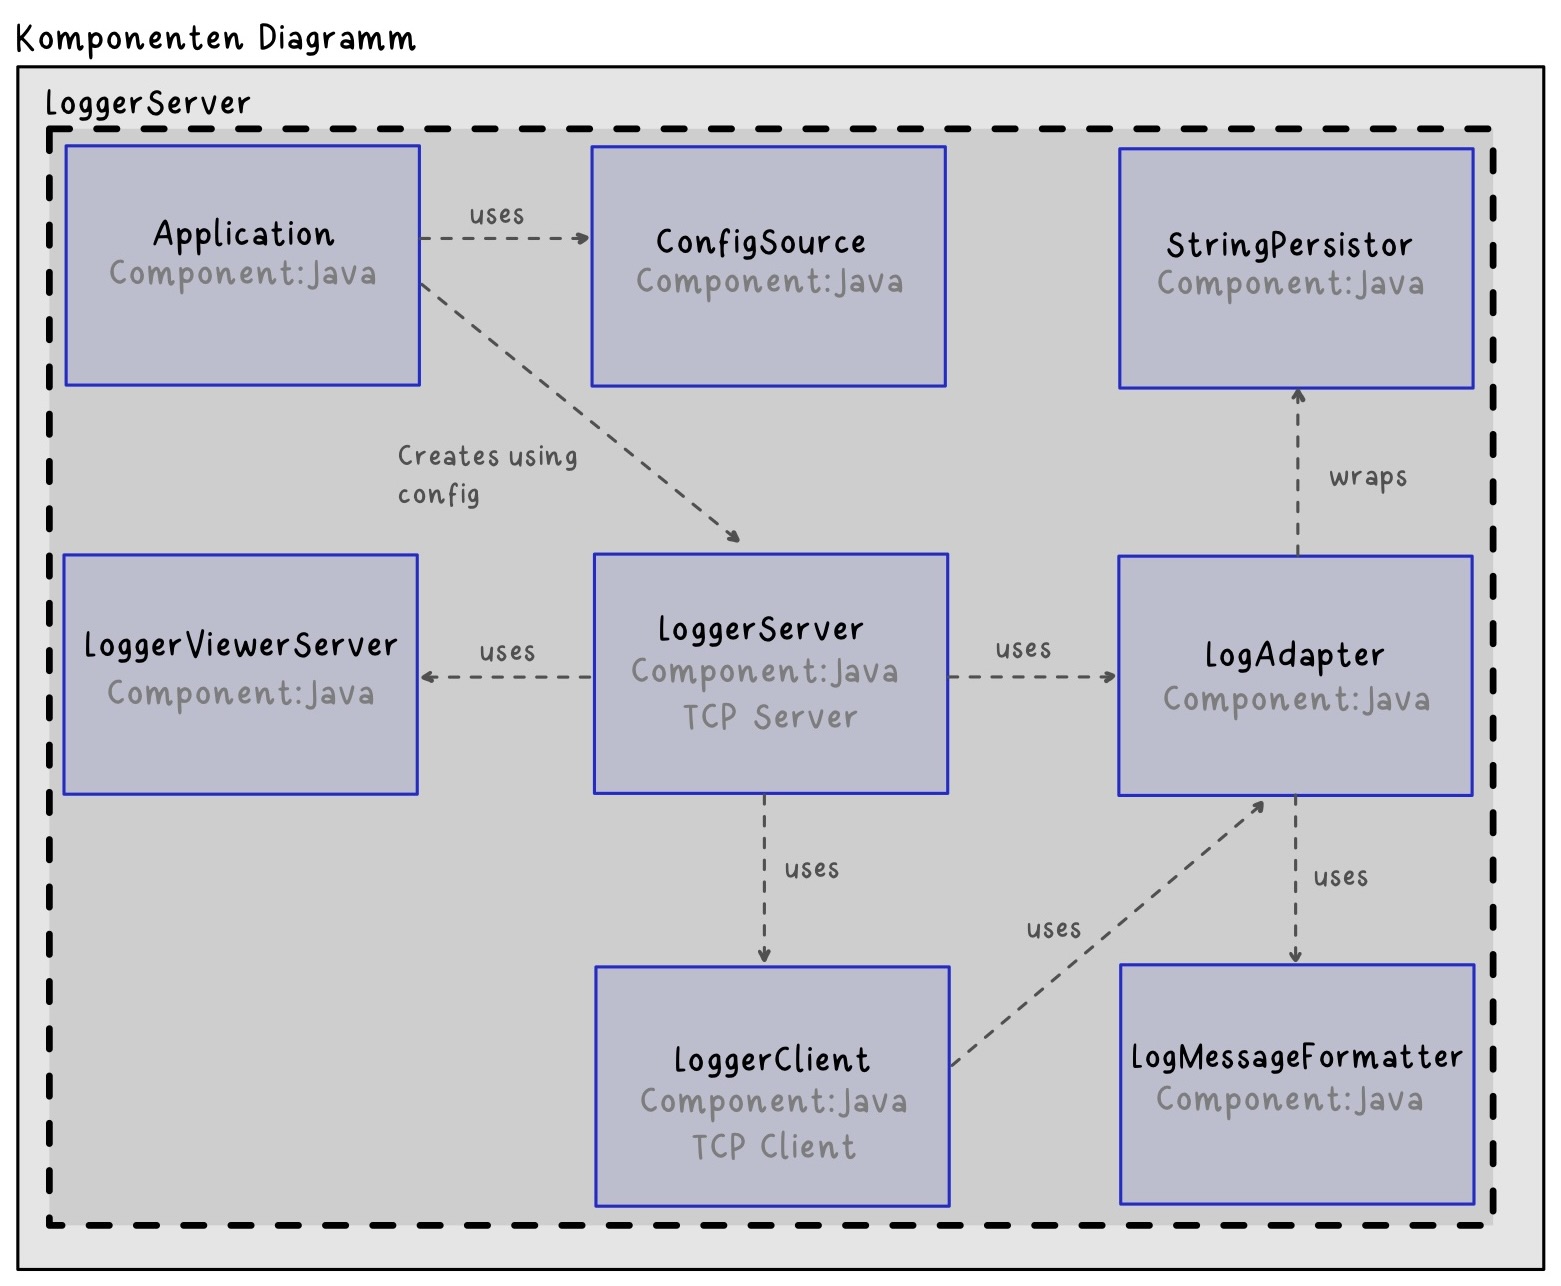 Komponenten Diagramm
LoggerServer
Application
Component:Java
uses
ConfigSource
Component:Java
StringPersistor
Component:Java
Creates using
config
wraps
LoggerViewerServer
Component:Java
uses
LoggerServer
Component:Java
TCP Server
uses
LogAdapter
Component:Java
uses
uses
uses
LoggerClient
Component:Java
TCP Client
LogMessageFormatter
Component:Java